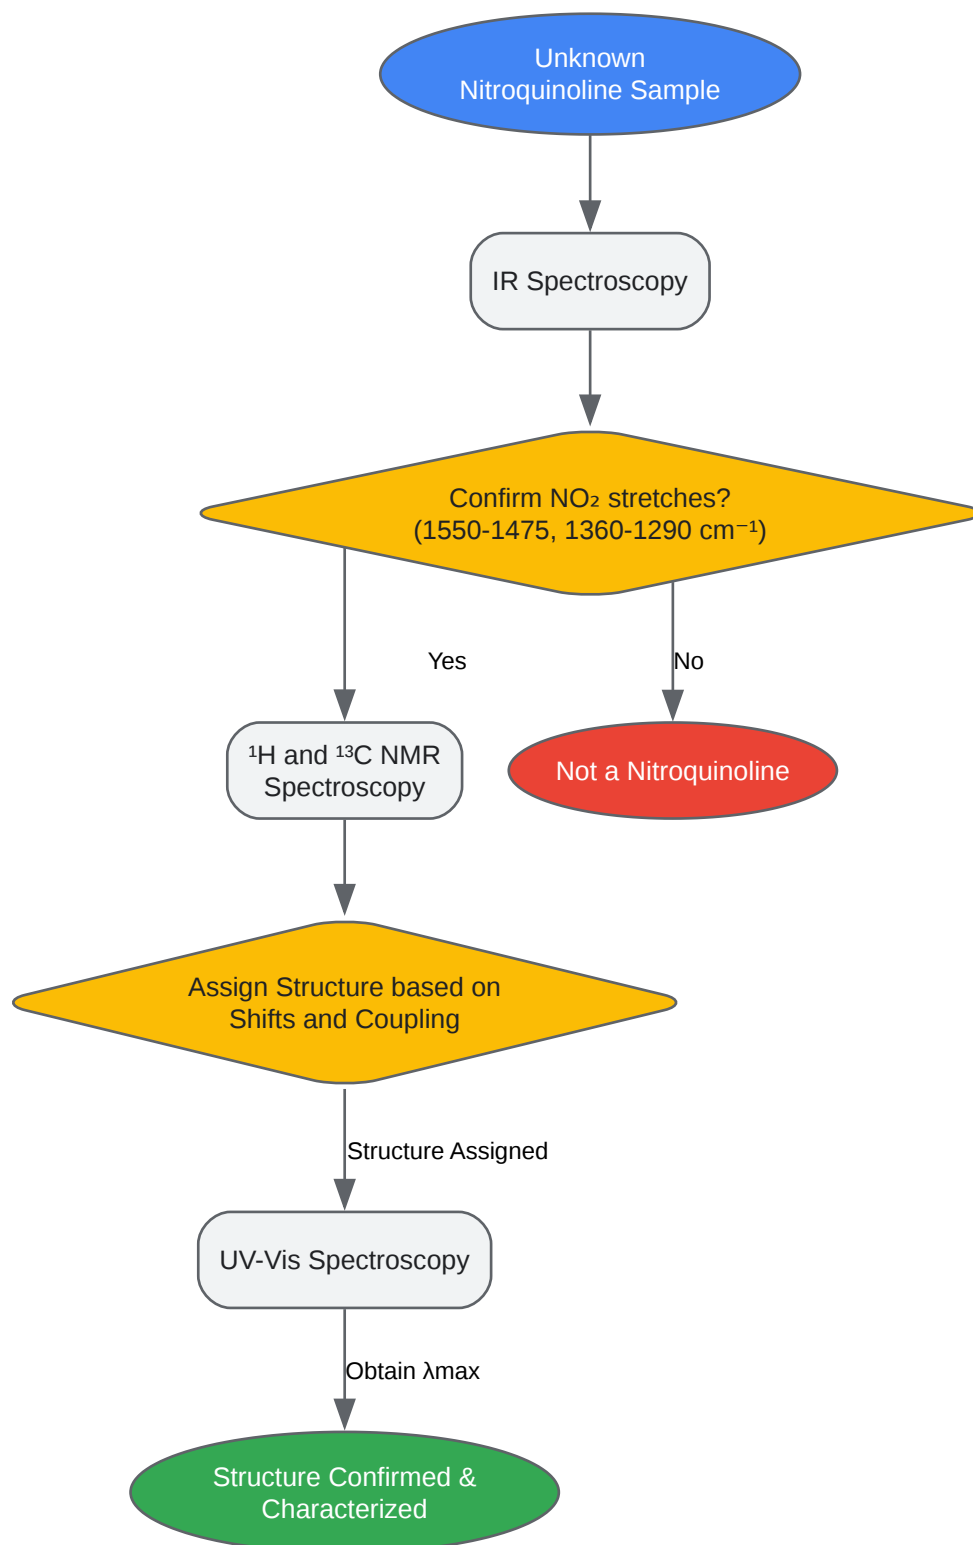 Unknown
Nitroquinoline Sample
IR Spectroscopy
Confirm NO₂ stretches?
(1550-1475, 1360-1290 cm⁻¹)
Yes
No
¹H and ¹³C NMR
Spectroscopy
Not a Nitroquinoline
Assign Structure based on
Shifts and Coupling
Structure Assigned
UV-Vis Spectroscopy
Obtain λmax
Structure Confirmed &
Characterized